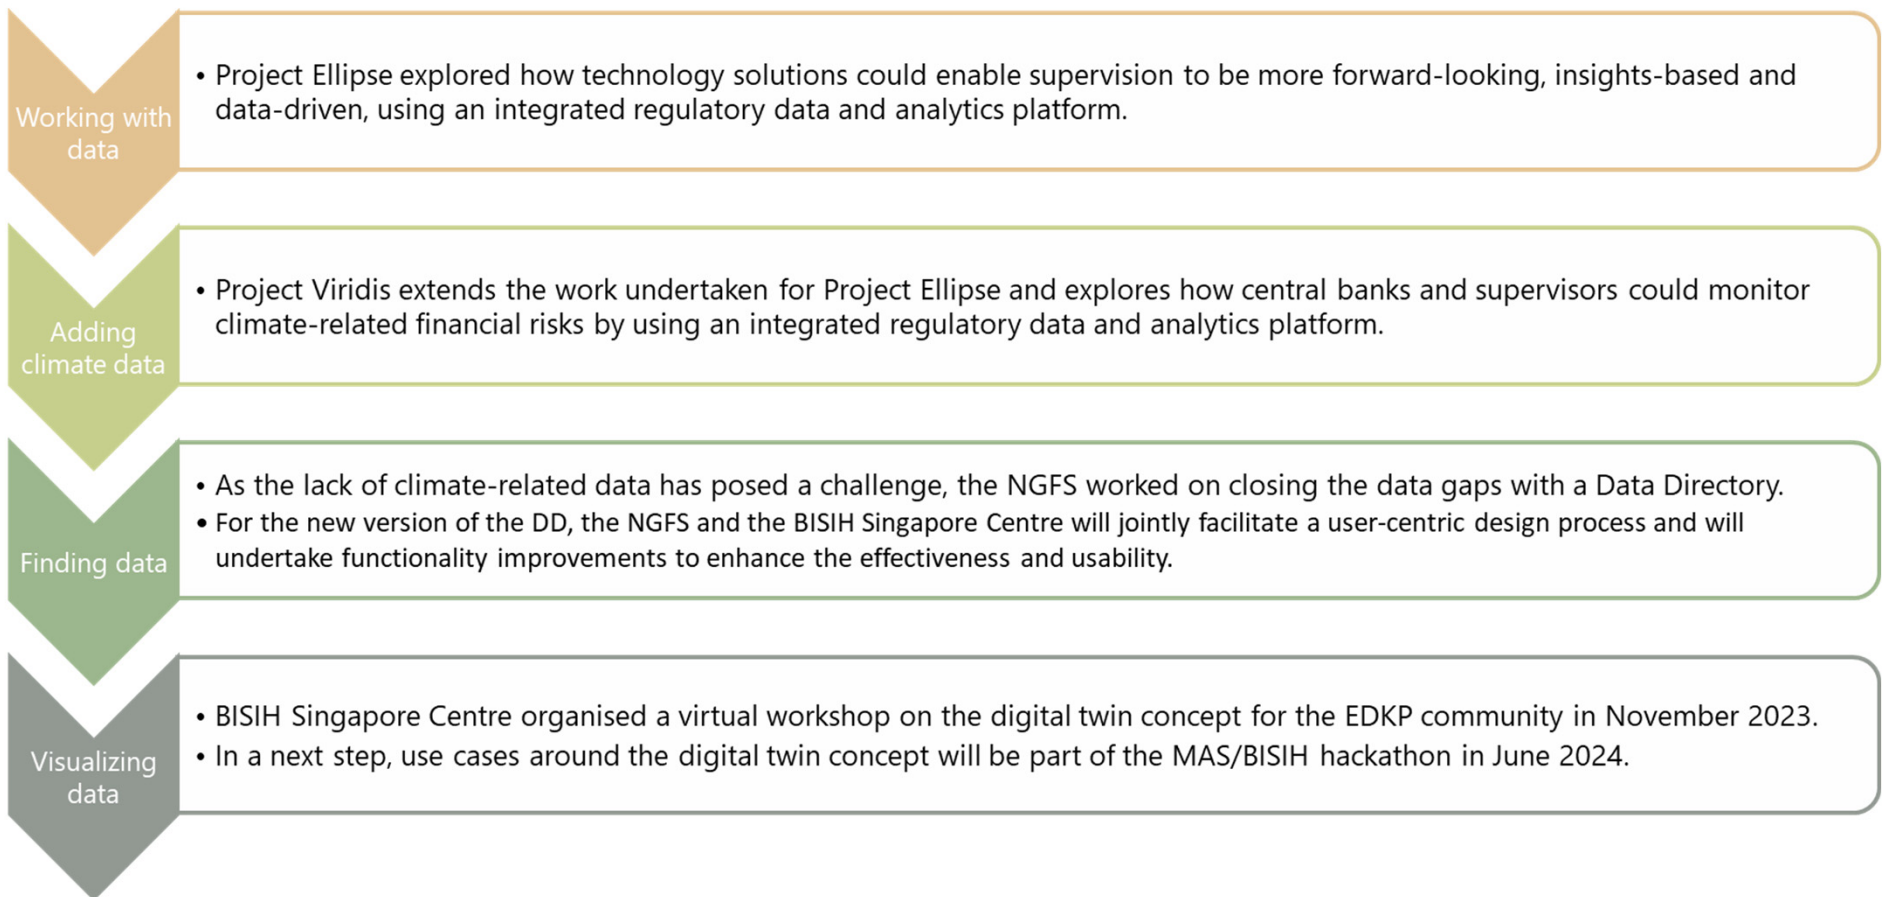 Working with
data
• Project Ellipse explored how technology solutions could enable supervision to be more forward-looking, insights-based and
data-driven, using an integrated regulatory data and analytics platform.
Adding
climate data
• Project Viridis extends the work undertaken for Project Ellipse and explores how central banks and supervisors could monitor
climate-related financial risks by using an integrated regulatory data and analytics platform.
Finding data
• As the lack of climate-related data has posed a challenge, the NGFS worked on closing the data gaps with a Data Directory.
• For the new version of the DD, the NGFS and the BISIH Singapore Centre will jointly facilitate a user-centric design process and will
undertake functionality improvements to enhance the effectiveness and usability.
Visualizing
data
• BISIH Singapore Centre organised a virtual workshop on the digital twin concept for the EDKP community in November 2023.
• In a next step, use cases around the digital twin concept will be part of the MAS/BISIH hackathon in June 2024.